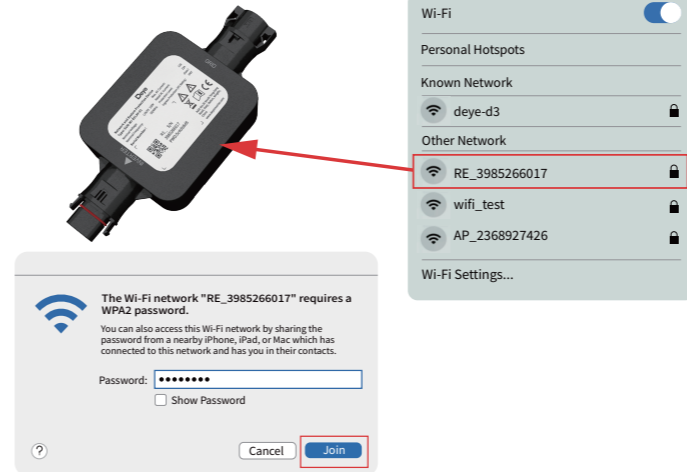 Wi-Fi
Personal Hotspots
Known Network
deye-d3
Other Network
RE_3985266017
wifi_test
AP_2368927426
Wi-Fi Settings...
Deye
The Wi-Fi network "RE_3985266017" requires a
WPA2 password.
You can also access this Wi-Fi network by sharing the
password from a nearby iPhone, iPad, or Mac which has
connected to this network and has you in their contacts.
Password: ••••••••
Show Password
?
Cancel
Join